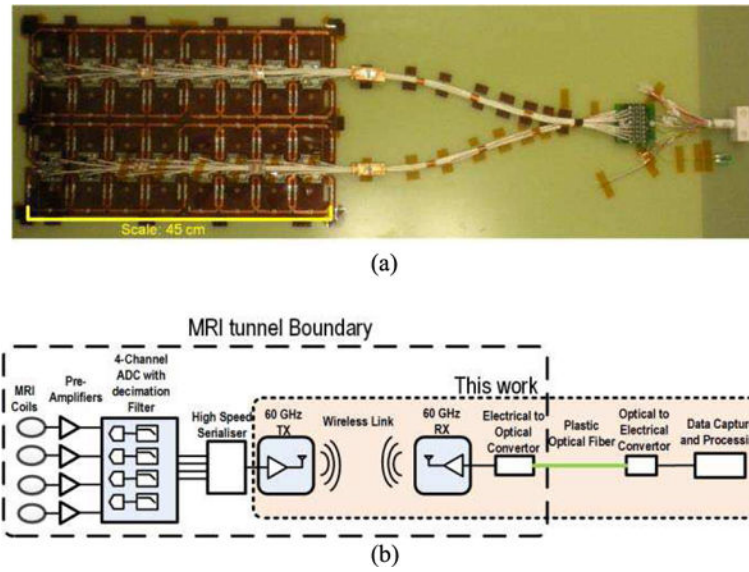 Scale: 45 cm
(a)
MRI tunnel Boundary
4-Channel
ADC with
decimation
Filter
Pre-
Amplifiers
MRI
Coils
High Speed
Serialiser
This work
60 GHz
TX
Wireless Link
60 GHz
RX
Electrical to
Optical
Convertor
Plastic
Optical Fiber
Optical to
Electrical
Convertor
Data Captur
and Processin
(b)